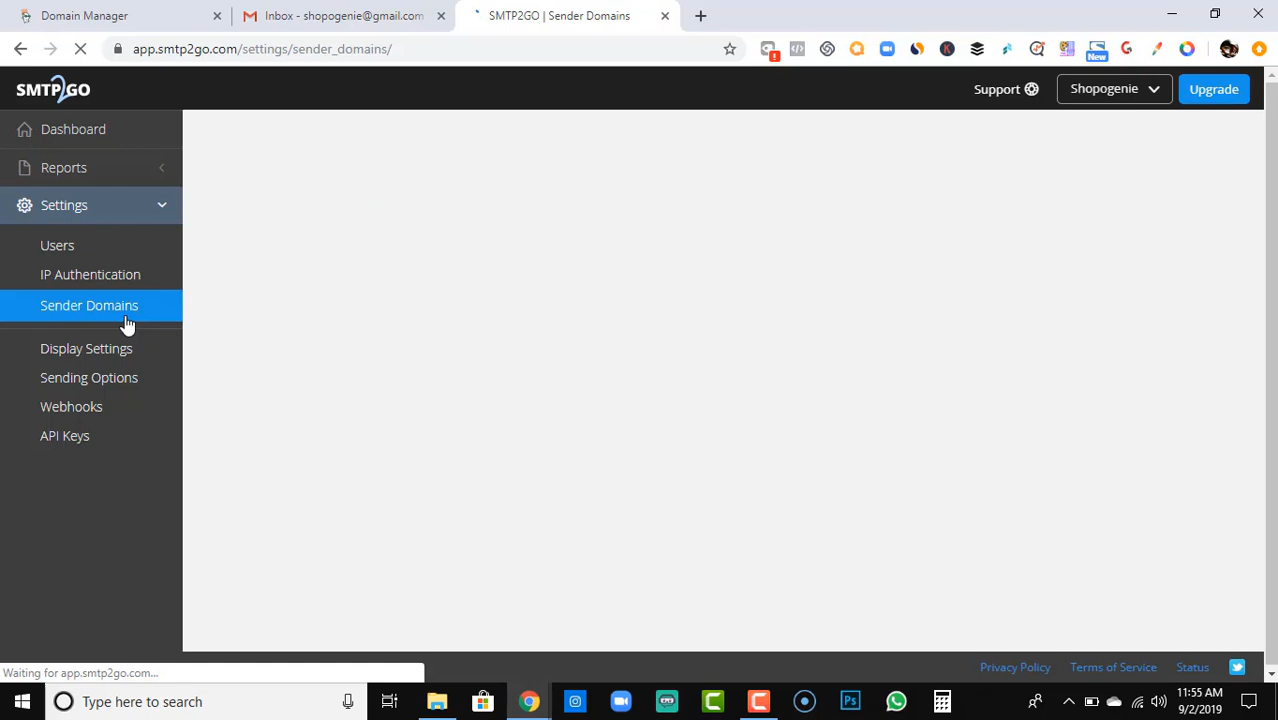 Domain Manager
Inbox - shopogenie@gmail.com
SMTP2GO | Sender Domains
app.smtp2go.com/settings/sender_domains/
New
SMTP2GO
Support
Shopogenie
Upgrade
Dashboard
Reports
Settings
Users
IP Authentication
Sender Domains
Display Settings
Sending Options
Webhooks
API Keys
Waiting for app.smtp2go.com...
Privacy Policy
Terms of Service
Status
Type here to search
11:55 AM
9/2/2019